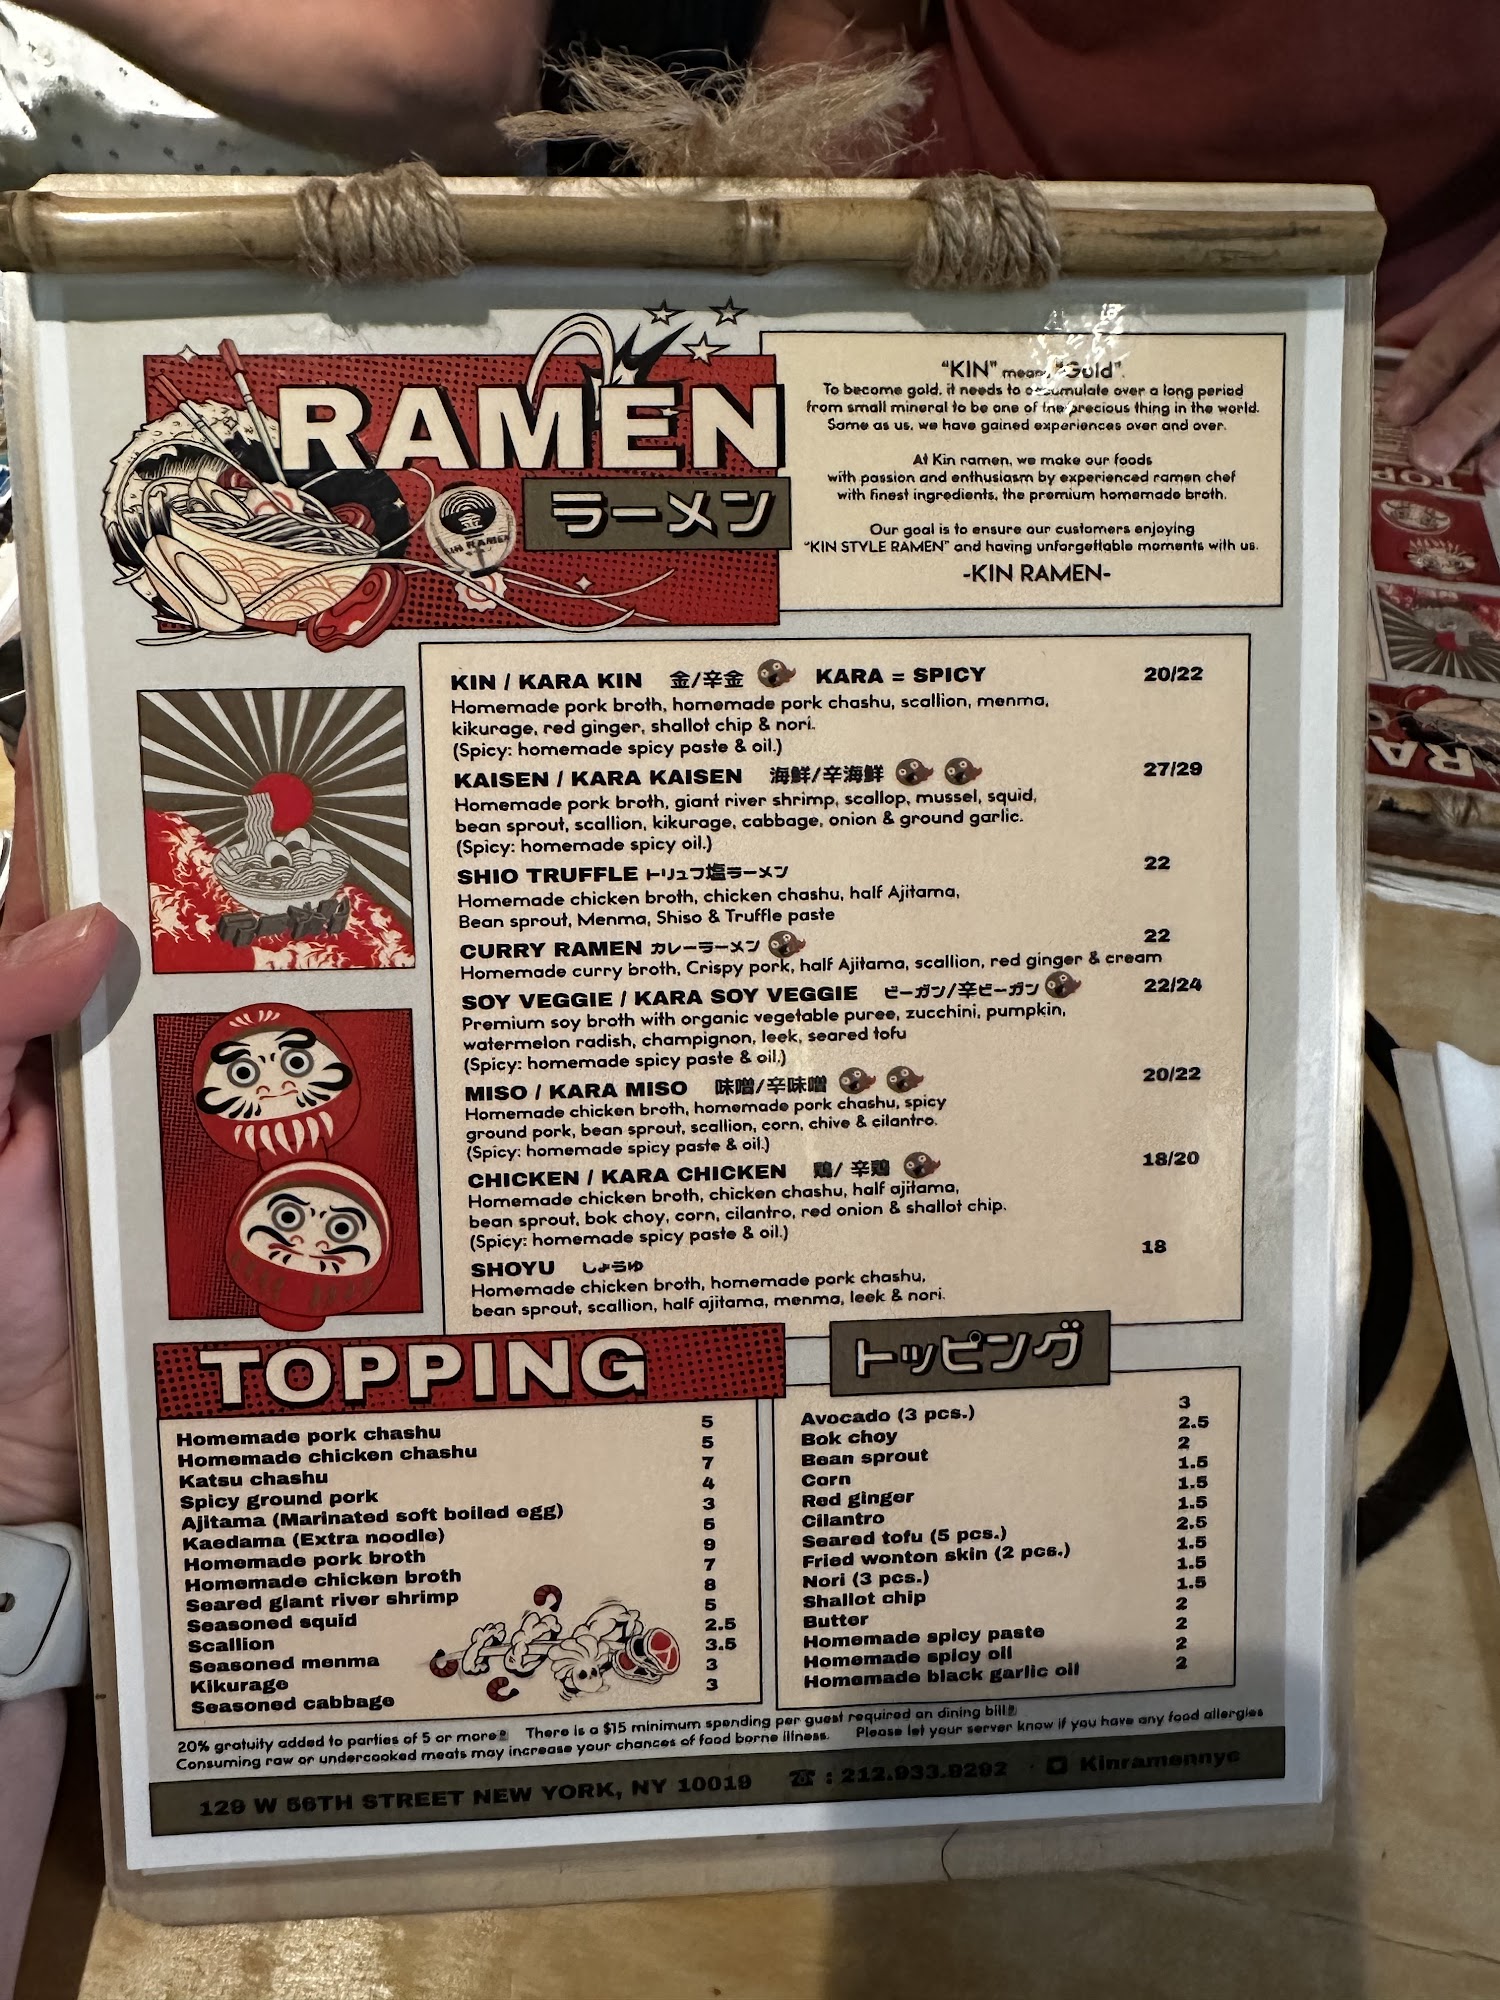 RAMEN
ラーメン
金
KIN RAMEN
"KIN" means "Gold".
To become gold, it needs to accumulate over a long period
from small mineral to be one of the precious thing in the world.
Same as us, we have gained experiences over and over.
At Kin ramen, we make our foods
with passion and enthusiasm by experienced ramen chef
with finest ingredients, the premium homemade broth.
Our goal is to ensure our customers enjoying
"KIN STYLE RAMEN" and having unforgettable moments with us.
-KIN RAMEN-
KIN / KARA KIN 金/辛金 KARA = SPICY 20/22
Homemade pork broth, homemade pork chashu, scallion, menma,
kikurage, red ginger, shallot chip & nori.
(Spicy: homemade spicy paste & oil.)
KAISEN / KARA KAISEN 海鮮/辛海鮮 27/29
Homemade pork broth, giant river shrimp, scallop, mussel, squid,
bean sprout, scallion, kikurage, cabbage, onion & ground garlic.
(Spicy: homemade spicy oil.)
SHIO TRUFFLE トリュフ塩ラーメン 22
Homemade chicken broth, chicken chashu, half Ajitama,
Bean sprout, Menma, Shiso & Truffle paste
CURRY RAMEN カレーラーメン 22
Homemade curry broth, Crispy pork, half Ajitama, scallion, red ginger & cream
SOY VEGGIE / KARA SOY VEGGIE ビーガン/辛ビーガン 22/24
Premium soy broth with organic vegetable puree, zucchini, pumpkin,
watermelon radish, champignon, leek, seared tofu
(Spicy: homemade spicy paste & oil.)
MISO / KARA MISO 味噌/辛味噌 20/22
Homemade chicken broth, homemade pork chashu, spicy
ground pork, bean sprout, scallion, corn, chive & cilantro.
(Spicy: homemade spicy paste & oil.)
CHICKEN / KARA CHICKEN 鶏/ 辛鶏 18/20
Homemade chicken broth, chicken chashu, half ajitama,
bean sprout, bok choy, corn, cilantro, red onion & shallot chip.
(Spicy: homemade spicy paste & oil.)
SHOYU しょうゆ 18
Homemade chicken broth, homemade pork chashu,
bean sprout, scallion, half ajitama, menma, leek & nori.
TOPPING
トッピング
Homemade pork chashu 5
Homemade chicken chashu 5
Katsu chashu 7
Spicy ground pork 4
Ajitama (Marinated soft boiled egg) 3
Kaedama (Extra noodle) 5
Homemade pork broth 9
Homemade chicken broth 7
Seared giant river shrimp 8
Seasoned squid 5
Scallion 2.5
Seasoned menma 3.5
Kikurage 3
Seasoned cabbage 3
Avocado (3 pcs.) 3
Bok choy 2.5
Bean sprout 2
Corn 1.5
Red ginger 1.5
Cilantro 1.5
Seared tofu (5 pcs.) 2.5
Fried wonton skin (2 pcs.) 1.5
Nori (3 pcs.) 1.5
Shallot chip 1.5
Butter 2
Homemade spicy paste 2
Homemade spicy oil 2
Homemade black garlic oil 2
20% gratuity added to parties of 5 or more There is a $15 minimum spending per guest required on dining bill
Consuming raw or undercooked meats may increase your chances of food borne illness. Please let your server know if you have any food allergies
129 W 56TH STREET NEW YORK, NY 10019 ☎ : 212.933.9292 Kinramennyc